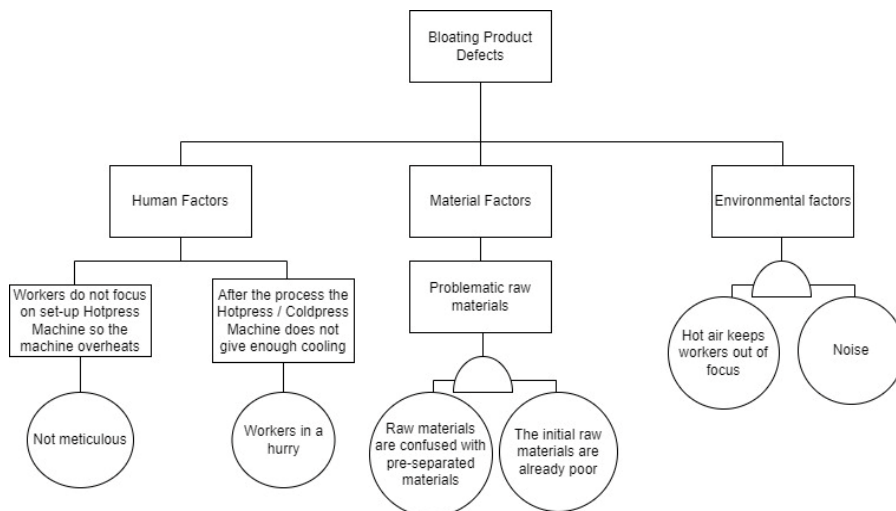 Bloating Product
Defects
Human Factors
Material Factors
Environmental factors
Workers do not focus
on set-up Hotpress
Machine so the
machine overheats
After the process the
Hotpress / Coldpress
Machine does not
give enough cooling
Problematic raw
materials
Hot air keeps
workers out of
focus
Noise
Not meticulous
Workers in a
hurry
Raw materials
are confused with
pre-separated
materials
The initial raw
materials are
already poor